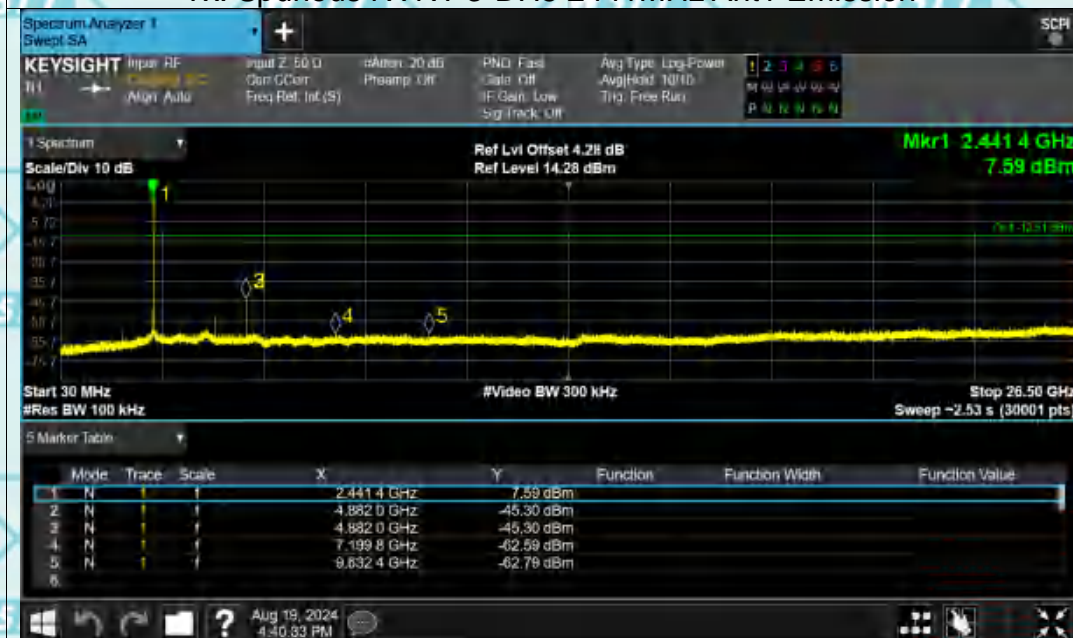 Spectrum Analyzer 1
Swept SA
+
SCPI
KEYSIGHT Input: RF
Align: Auto
Input Z: 50 Ω
Corr CCorr
Freq Ref: Int (S)
#Atten: 20 dB
Preamp: Off
PNO: Fast
Gate: Off
IF Gain: Low
Sig Track: Off
Avg Type: Log-Power
Avg|Hold: 10/10
Trig: Free Run
1 2 3 4 5 6
P N N N N N
1 Spectrum
Scale/Div 10 dB
Ref Lvl Offset 4.28 dB
Ref Level 14.28 dBm
Mkr1 2.441 4 GHz
7.59 dBm
Log
1
3
4
5
Start 30 MHz
#Video BW 300 kHz
Stop 26.50 GHz
#Res BW 100 kHz
Sweep ~2.53 s (30001 pts)
5 Marker Table
Mode Trace Scale X Y Function Function Width Function Value
1 N 1 f 2.441 4 GHz 7.59 dBm
2 N 1 f 4.882 0 GHz -45.30 dBm
3 N 1 f 4.882 0 GHz -45.30 dBm
4 N 1 f 7.199 8 GHz -62.59 dBm
5 N 1 f 9.832 4 GHz -62.79 dBm
6
?
Aug 19, 2024
4:40:33 PM